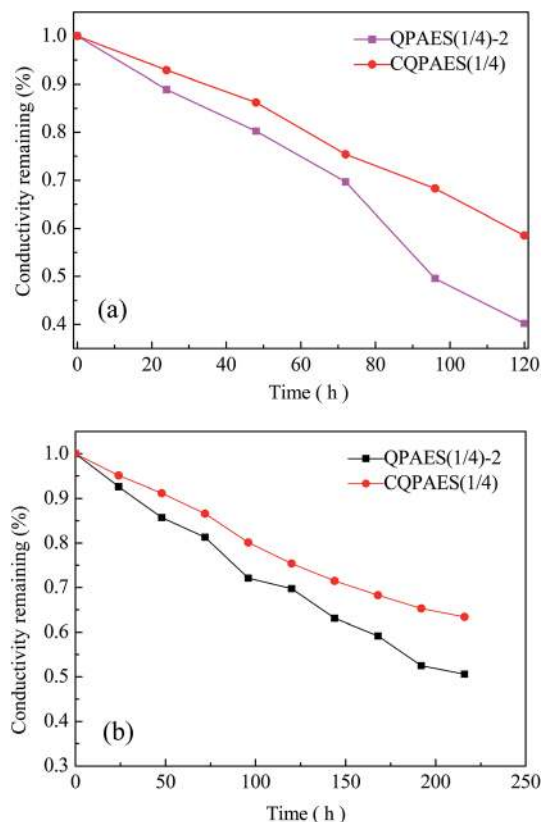 1.0
0.9
0.8
0.7
0.6
0.5
0.4
Conductivity remaining (%)
QPAES(1/4)-2
CQPAES(1/4)
(a)
0 20 40 60 80 100 120
Time ( h )
1.0
0.9
0.8
0.7
0.6
0.5
0.4
0.3
Conductivity remaining (%)
QPAES(1/4)-2
CQPAES(1/4)
(b)
0 50 100 150 200 250
Time ( h )